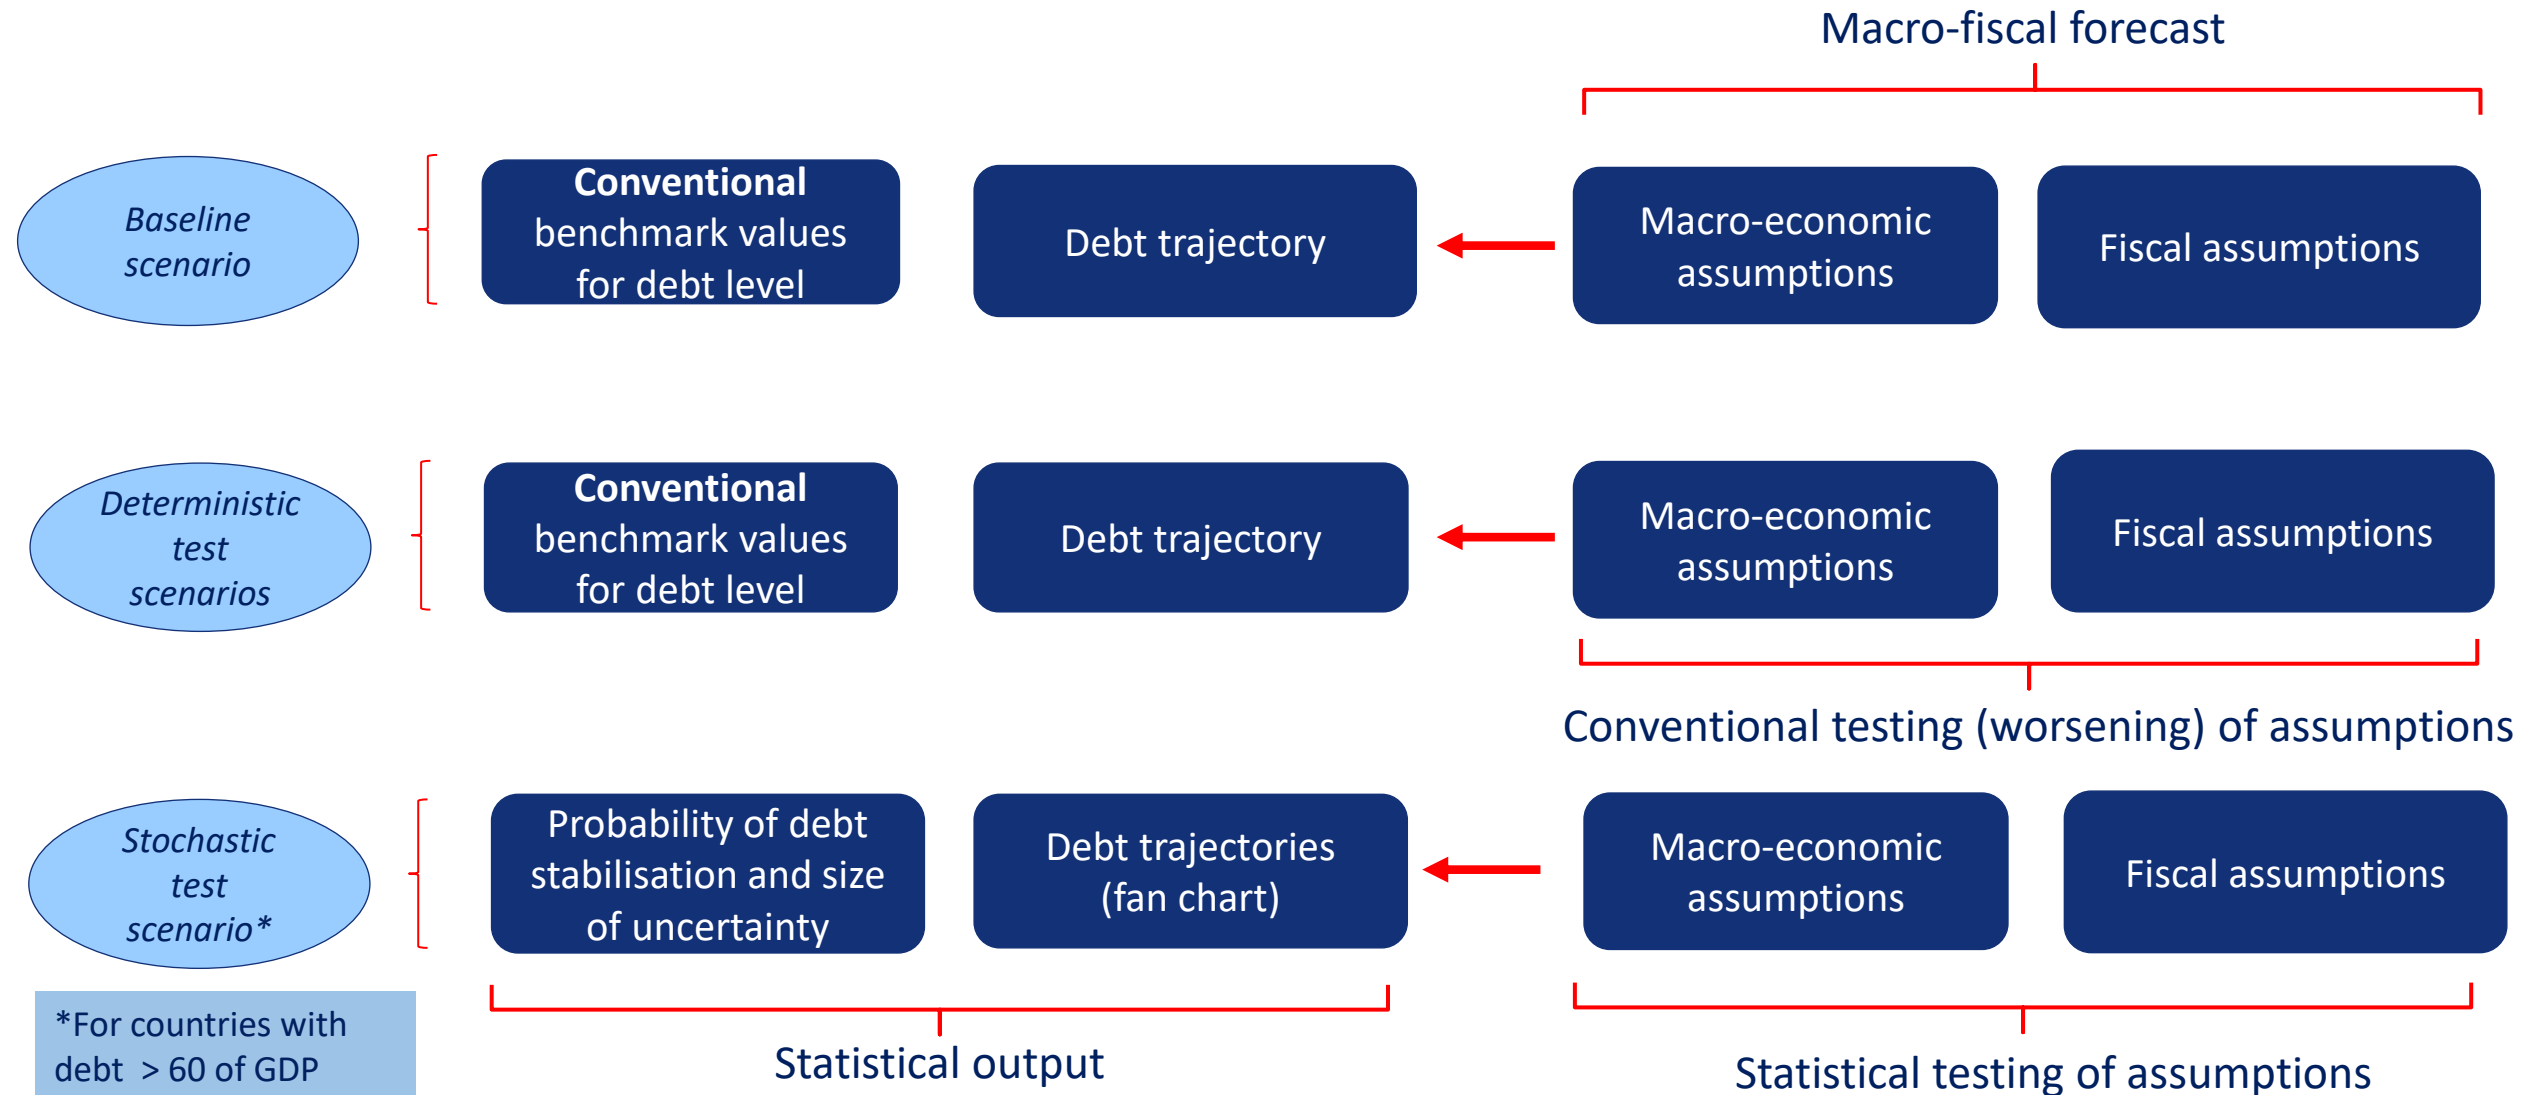 Macro-fiscal forecast
Baseline
scenario
Conventional
benchmark values
for debt level
Debt trajectory
Macro-economic
assumptions
Fiscal assumptions
Deterministic
test
scenarios
Conventional
benchmark values
for debt level
Debt trajectory
Macro-economic
assumptions
Fiscal assumptions
Conventional testing (worsening) of assumptions
Stochastic
test
scenario*
Probability of debt
stabilisation and size
of uncertainty
Debt trajectories
(fan chart)
Macro-economic
assumptions
Fiscal assumptions
*For countries with
debt > 60 of GDP
Statistical output
Statistical testing of assumptions